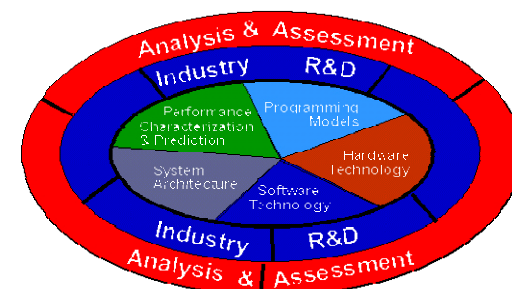 Analysis & Assessment
Industry R&D
Performance
Characterization
& Prediction
Programming
Models
Hardware
Technology
System
Architecture
Software
Technology
Industry R&D
Analysis & Assessment